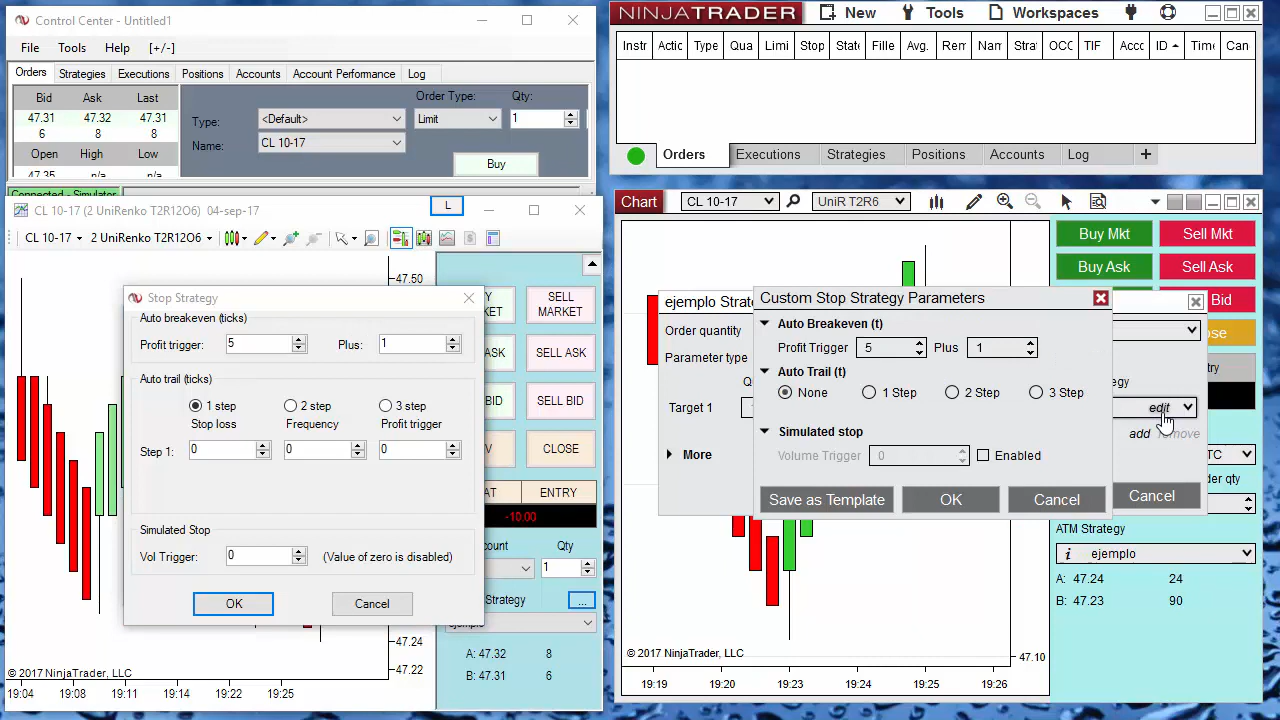 Control Center - Untitled1
File Tools Help [+/-]
Orders Strategies Executions Positions Accounts Account Performance Log
Bid Ask Last
47.31 47.32 47.31
6 8 8
Open High Low
47.35 n/a n/a
Order Type: Qty:
Type: <Default> Limit 1
Name: CL 10-17
Buy
Connected - Simulator
CL 10-17 (2 UniRenko T2R12O6) 04-sep-17
L
CL 10-17 2 UniRenko T2R12O6
47.50
SELL MARKET
SELL ASK
SELL BID
CLOSE
ENTRY
-10.00
Qty
1
Strategy
...
A: 47.32 8
B: 47.31 6
47.24
47.22
© 2017 NinjaTrader, LLC
19:04 19:08 19:11 19:14 19:22 19:25
Stop Strategy
Auto breakeven (ticks)
Profit trigger: 5 Plus: 1
Auto trail (ticks)
1 step 2 step 3 step
Stop loss Frequency Profit trigger
Step 1: 0 0 0
Simulated Stop
Vol Trigger: 0 (Value of zero is disabled)
OK Cancel
NINJATRADER New Tools Workspaces
Instr Actic Type Qua Limi Stop State Fille Avg. Rem Nam Stra OCC TIF Acco ID Time Can
Orders Executions Strategies Positions Accounts Log +
Chart CL 10-17 UniR T2R6
Buy Mkt Sell Mkt
Buy Ask Sell Ask
Bid
ejemplo Strate
Order quantity
Parameter type
Target 1
More
edit
add remove
Cancel
Custom Stop Strategy Parameters
Auto Breakeven (t)
Profit Trigger 5 Plus 1
Auto Trail (t)
None 1 Step 2 Step 3 Step
Simulated stop
Volume Trigger 0 Enabled
Save as Template OK Cancel
ATM Strategy
i ejemplo
A: 47.24 24
B: 47.23 90
© 2017 NinjaTrader, LLC
47.10
19:19 19:20 19:23 19:24 19:26